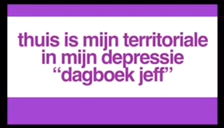 thuis is mijn territoriale
in mijn depressie
“dagboek jeff”